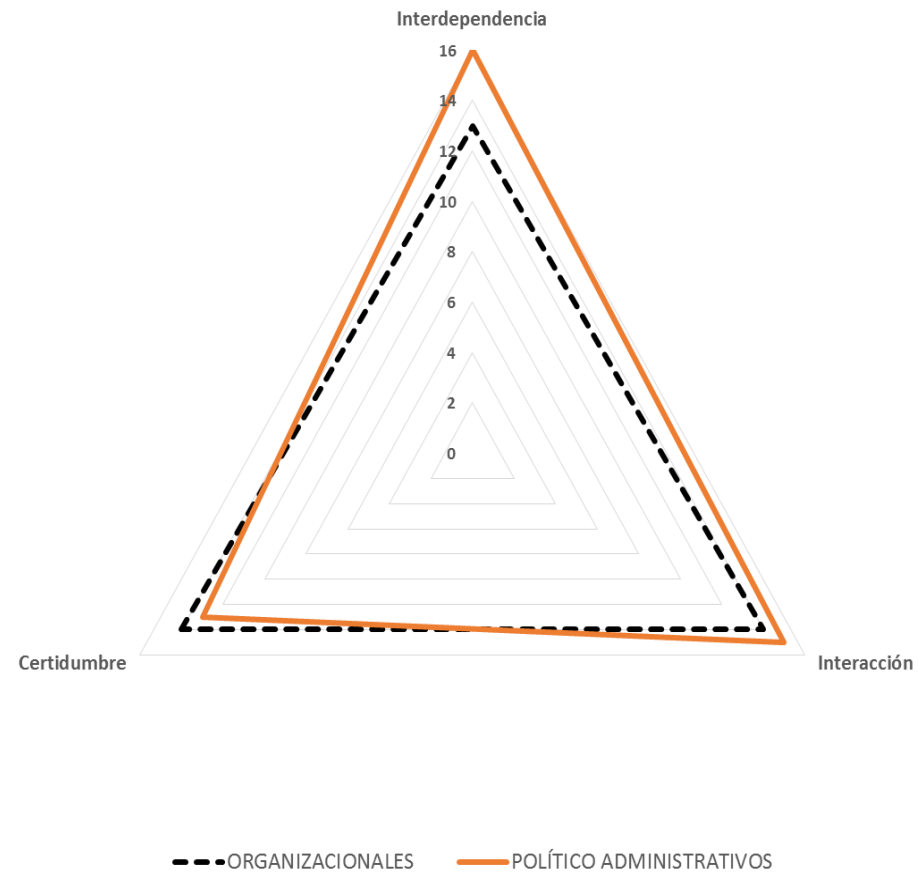 Interdependencia
16
14
12
10
8
6
4
2
0
Certidumbre
Interacción
ORGANIZACIONALES
POLÍTICO ADMINISTRATIVOS